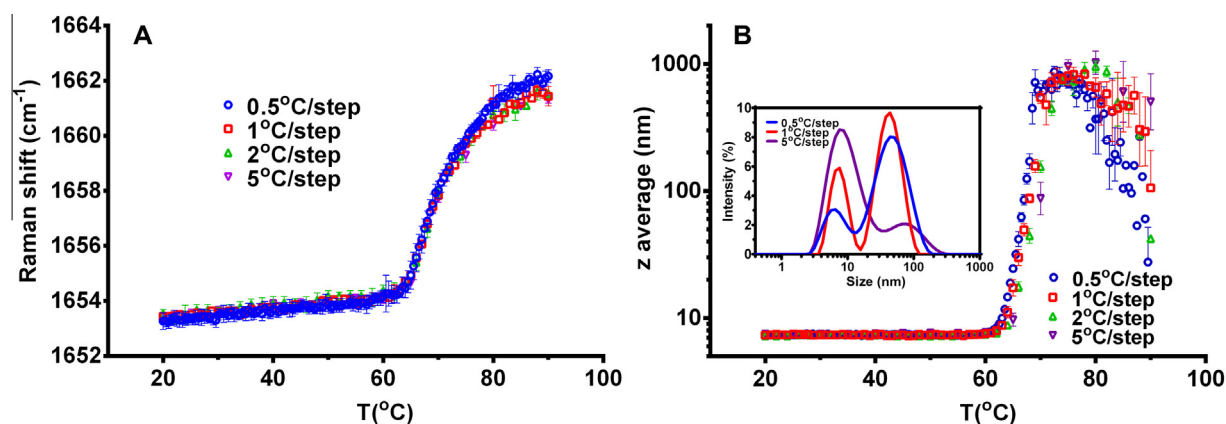 A
Raman shift (cm⁻¹)
1664
1662
1660
1658
1656
1654
1652
0.5°C/step
1°C/step
2°C/step
5°C/step
20 40 60 80 100
T(°C)
B
z average (nm)
1000
100
10
Intensity (%)
10
8
6
4
2
0
0.5°C/step
1°C/step
5°C/step
1 10 100 1000
Size (nm)
0.5°C/step
1°C/step
2°C/step
5°C/step
20 40 60 80 100
T(°C)